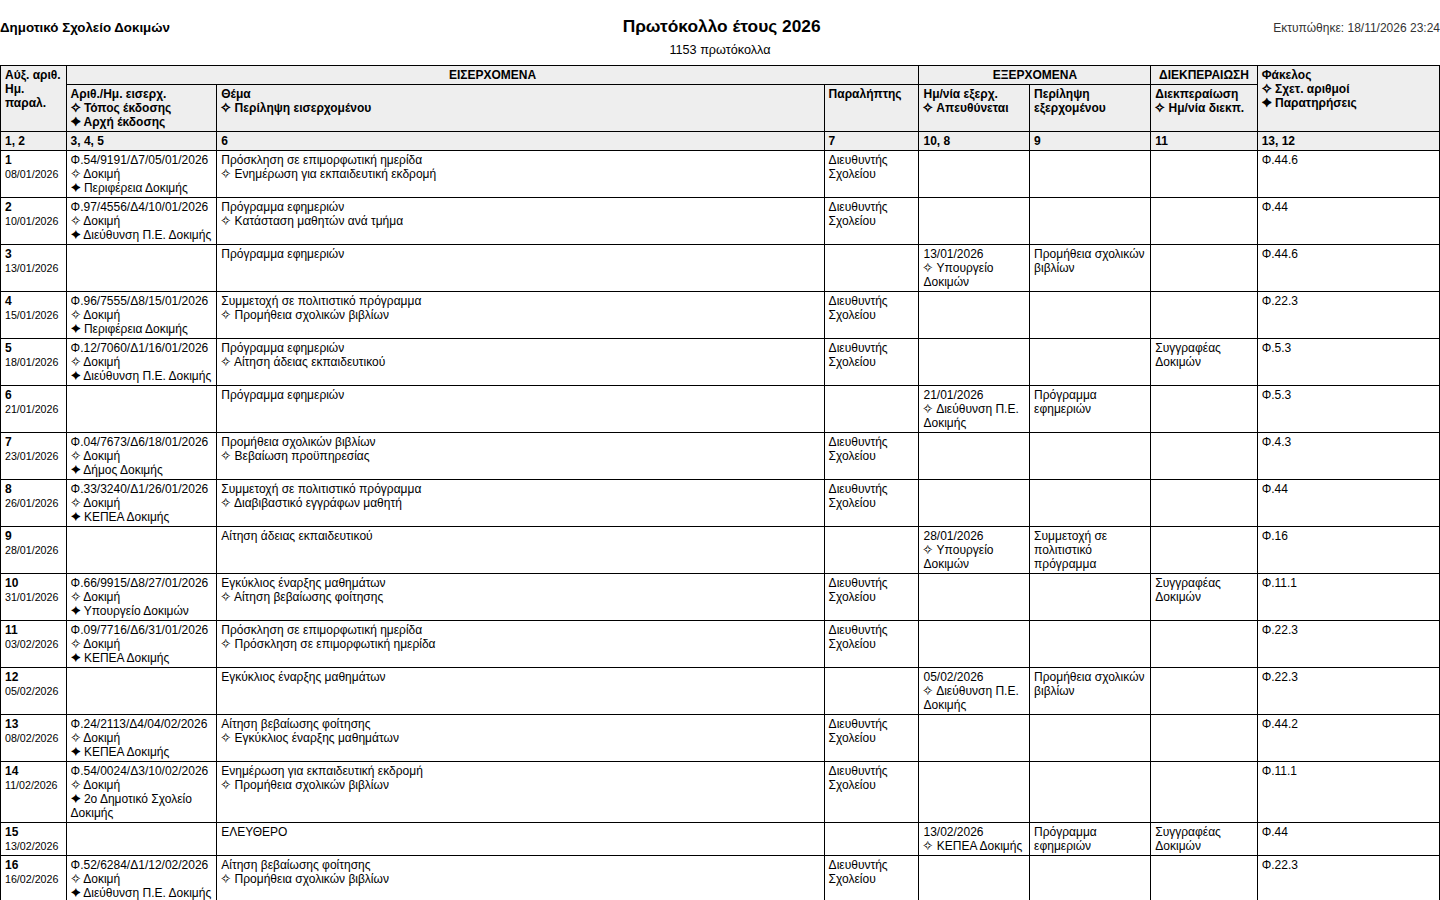 Δημοτικό Σχολείο Δοκιμών
Πρωτόκολλο έτους 2026
Εκτυπώθηκε: 18/11/2026 23:24
1153 πρωτόκολλα
Αύξ. αριθ.
Ημ. παραλ.
ΕΙΣΕΡΧΟΜΕΝΑ
ΕΞΕΡΧΟΜΕΝΑ
ΔΙΕΚΠΕΡΑΙΩΣΗ
Φάκελος
✧ Σχετ. αριθμοί
✦ Παρατηρήσεις
Αριθ./Ημ. εισερχ.
✧ Τόπος έκδοσης
✦ Αρχή έκδοσης
Θέμα
✧ Περίληψη εισερχομένου
Παραλήπτης
Ημ/νία εξερχ.
✧ Απευθύνεται
Περίληψη
εξερχομένου
Διεκπεραίωση
✧ Ημ/νία διεκπ.
1, 2
3, 4, 5
6
7
10, 8
9
11
13, 12
1
08/01/2026
Φ.54/9191/Δ7/05/01/2026
✧ Δοκιμή
✦ Περιφέρεια Δοκιμής
Πρόσκληση σε επιμορφωτική ημερίδα
✧ Ενημέρωση για εκπαιδευτική εκδρομή
Διευθυντής
Σχολείου
Φ.44.6
2
10/01/2026
Φ.97/4556/Δ4/10/01/2026
✧ Δοκιμή
✦ Διεύθυνση Π.Ε. Δοκιμής
Πρόγραμμα εφημεριών
✧ Κατάσταση μαθητών ανά τμήμα
Διευθυντής
Σχολείου
Φ.44
3
13/01/2026
Πρόγραμμα εφημεριών
13/01/2026
✧ Υπουργείο
Δοκιμών
Προμήθεια σχολικών
βιβλίων
Φ.44.6
4
15/01/2026
Φ.96/7555/Δ8/15/01/2026
✧ Δοκιμή
✦ Περιφέρεια Δοκιμής
Συμμετοχή σε πολιτιστικό πρόγραμμα
✧ Προμήθεια σχολικών βιβλίων
Διευθυντής
Σχολείου
Φ.22.3
5
18/01/2026
Φ.12/7060/Δ1/16/01/2026
✧ Δοκιμή
✦ Διεύθυνση Π.Ε. Δοκιμής
Πρόγραμμα εφημεριών
✧ Αίτηση άδειας εκπαιδευτικού
Διευθυντής
Σχολείου
Συγγραφέας
Δοκιμών
Φ.5.3
6
21/01/2026
Πρόγραμμα εφημεριών
21/01/2026
✧ Διεύθυνση Π.Ε.
Δοκιμής
Πρόγραμμα
εφημεριών
Φ.5.3
7
23/01/2026
Φ.04/7673/Δ6/18/01/2026
✧ Δοκιμή
✦ Δήμος Δοκιμής
Προμήθεια σχολικών βιβλίων
✧ Βεβαίωση προϋπηρεσίας
Διευθυντής
Σχολείου
Φ.4.3
8
26/01/2026
Φ.33/3240/Δ1/26/01/2026
✧ Δοκιμή
✦ ΚΕΠΕΑ Δοκιμής
Συμμετοχή σε πολιτιστικό πρόγραμμα
✧ Διαβιβαστικό εγγράφων μαθητή
Διευθυντής
Σχολείου
Φ.44
9
28/01/2026
Αίτηση άδειας εκπαιδευτικού
28/01/2026
✧ Υπουργείο
Δοκιμών
Συμμετοχή σε
πολιτιστικό
πρόγραμμα
Φ.16
10
31/01/2026
Φ.66/9915/Δ8/27/01/2026
✧ Δοκιμή
✦ Υπουργείο Δοκιμών
Εγκύκλιος έναρξης μαθημάτων
✧ Αίτηση βεβαίωσης φοίτησης
Διευθυντής
Σχολείου
Συγγραφέας
Δοκιμών
Φ.11.1
11
03/02/2026
Φ.09/7716/Δ6/31/01/2026
✧ Δοκιμή
✦ ΚΕΠΕΑ Δοκιμής
Πρόσκληση σε επιμορφωτική ημερίδα
✧ Πρόσκληση σε επιμορφωτική ημερίδα
Διευθυντής
Σχολείου
Φ.22.3
12
05/02/2026
Εγκύκλιος έναρξης μαθημάτων
05/02/2026
✧ Διεύθυνση Π.Ε.
Δοκιμής
Προμήθεια σχολικών
βιβλίων
Φ.22.3
13
08/02/2026
Φ.24/2113/Δ4/04/02/2026
✧ Δοκιμή
✦ ΚΕΠΕΑ Δοκιμής
Αίτηση βεβαίωσης φοίτησης
✧ Εγκύκλιος έναρξης μαθημάτων
Διευθυντής
Σχολείου
Φ.44.2
14
11/02/2026
Φ.54/0024/Δ3/10/02/2026
✧ Δοκιμή
✦ 2ο Δημοτικό Σχολείο
Δοκιμής
Ενημέρωση για εκπαιδευτική εκδρομή
✧ Προμήθεια σχολικών βιβλίων
Διευθυντής
Σχολείου
Φ.11.1
15
13/02/2026
ΕΛΕΥΘΕΡΟ
13/02/2026
✧ ΚΕΠΕΑ Δοκιμής
Πρόγραμμα
εφημεριών
Συγγραφέας
Δοκιμών
Φ.44
16
16/02/2026
Φ.52/6284/Δ1/12/02/2026
✧ Δοκιμή
✦ Διεύθυνση Π.Ε. Δοκιμής
Αίτηση βεβαίωσης φοίτησης
✧ Προμήθεια σχολικών βιβλίων
Διευθυντής
Σχολείου
Φ.22.3